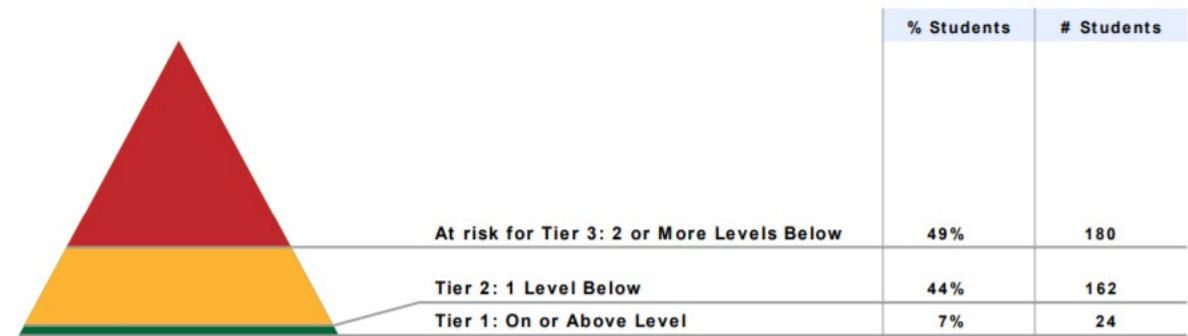 % Students # Students
At risk for Tier 3: 2 or More Levels Below 49% 180
Tier 2: 1 Level Below 44% 162
Tier 1: On or Above Level 7% 24